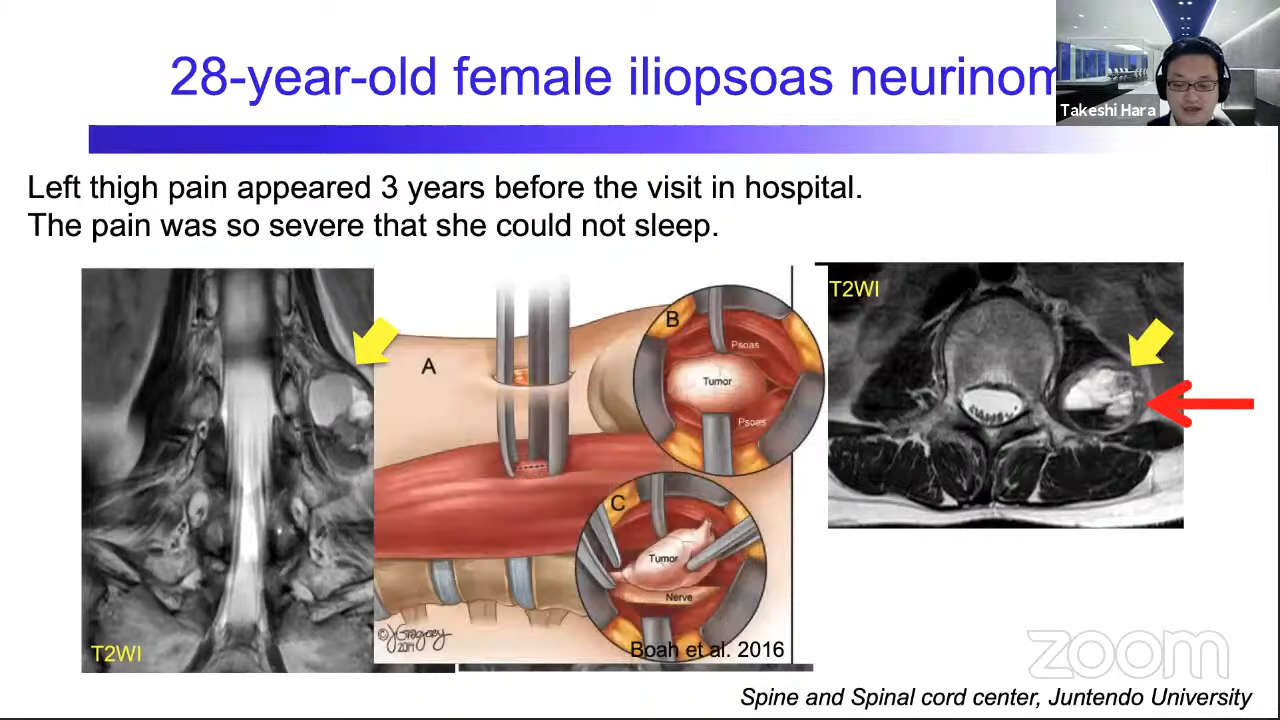 28-year-old female iliopsoas neurinom
Takeshi Hara
Left thigh pain appeared 3 years before the visit in hospital.
The pain was so severe that she could not sleep.
T2WI
A
B
Psoas
Tumor
Psoas
C
Tumor
Nerve
©JGregory
2014
Boah et al. 2016
T2WI
zoom
Spine and Spinal cord center, Juntendo University